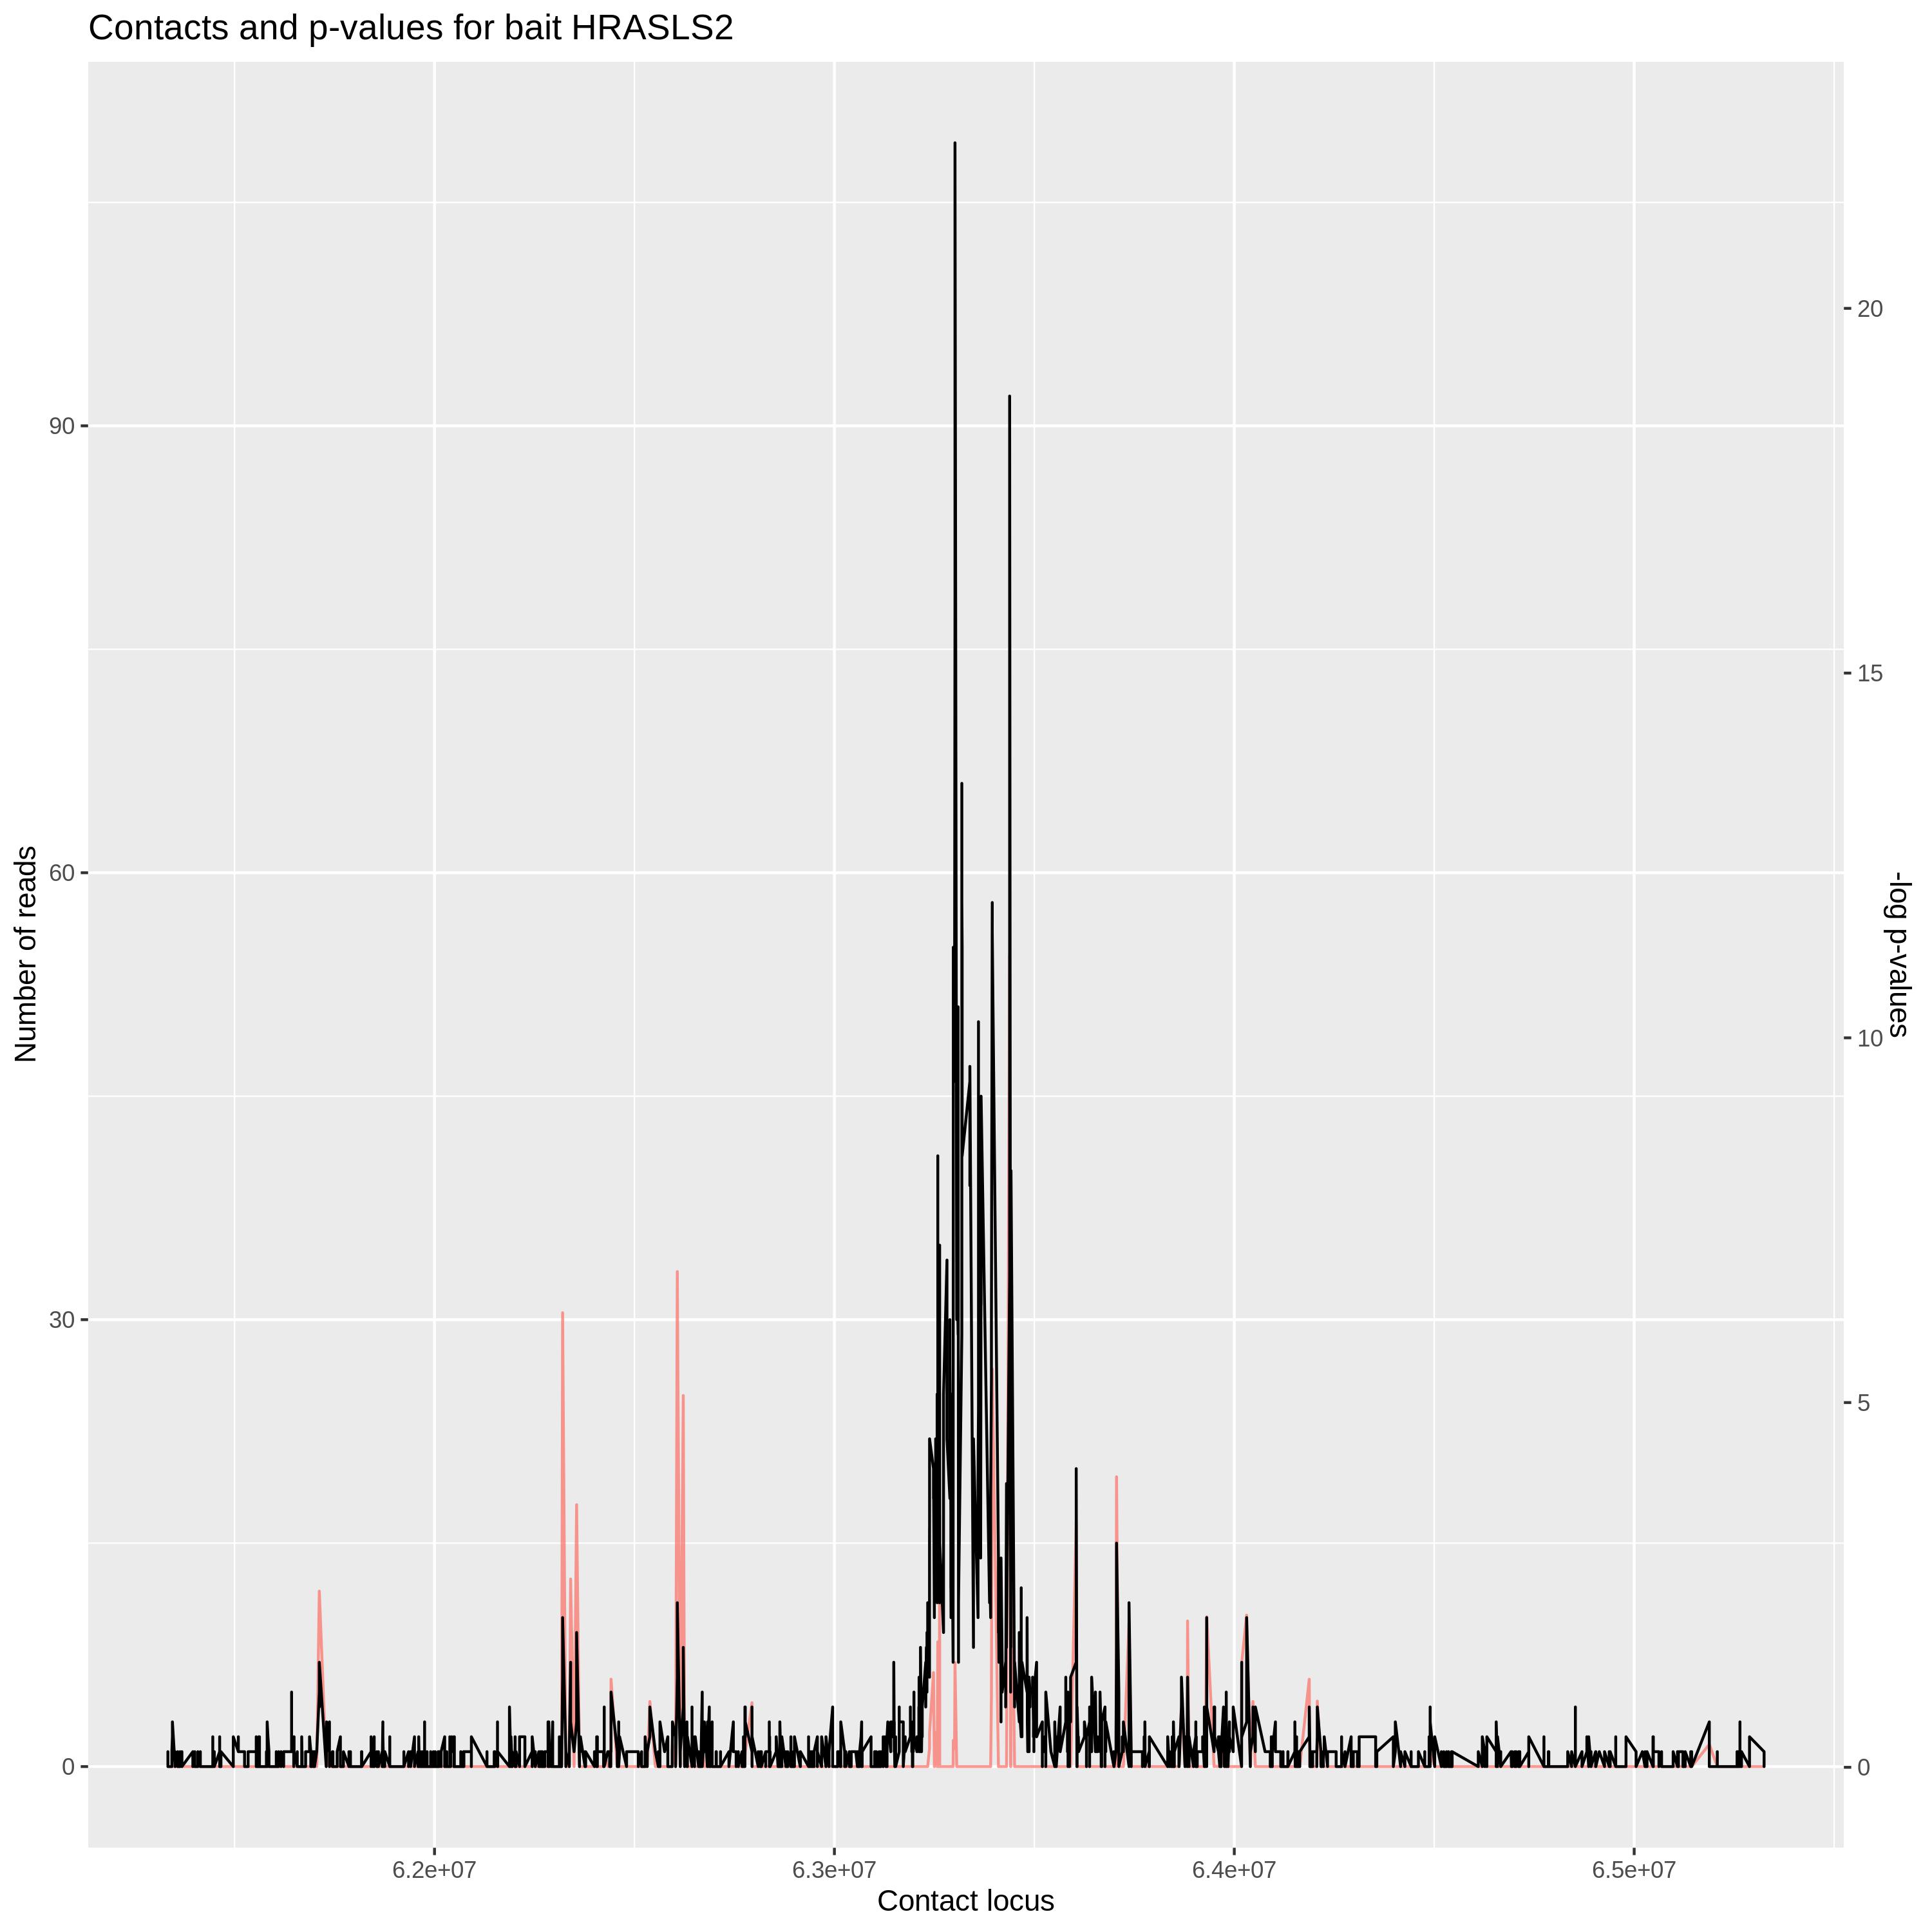 Contacts and p-values for bait HRASLS2
Number of reads
90
60
30
0
20
15
10
5
0
-log p-values
6.2e+07
6.3e+07
6.4e+07
6.5e+07
Contact locus